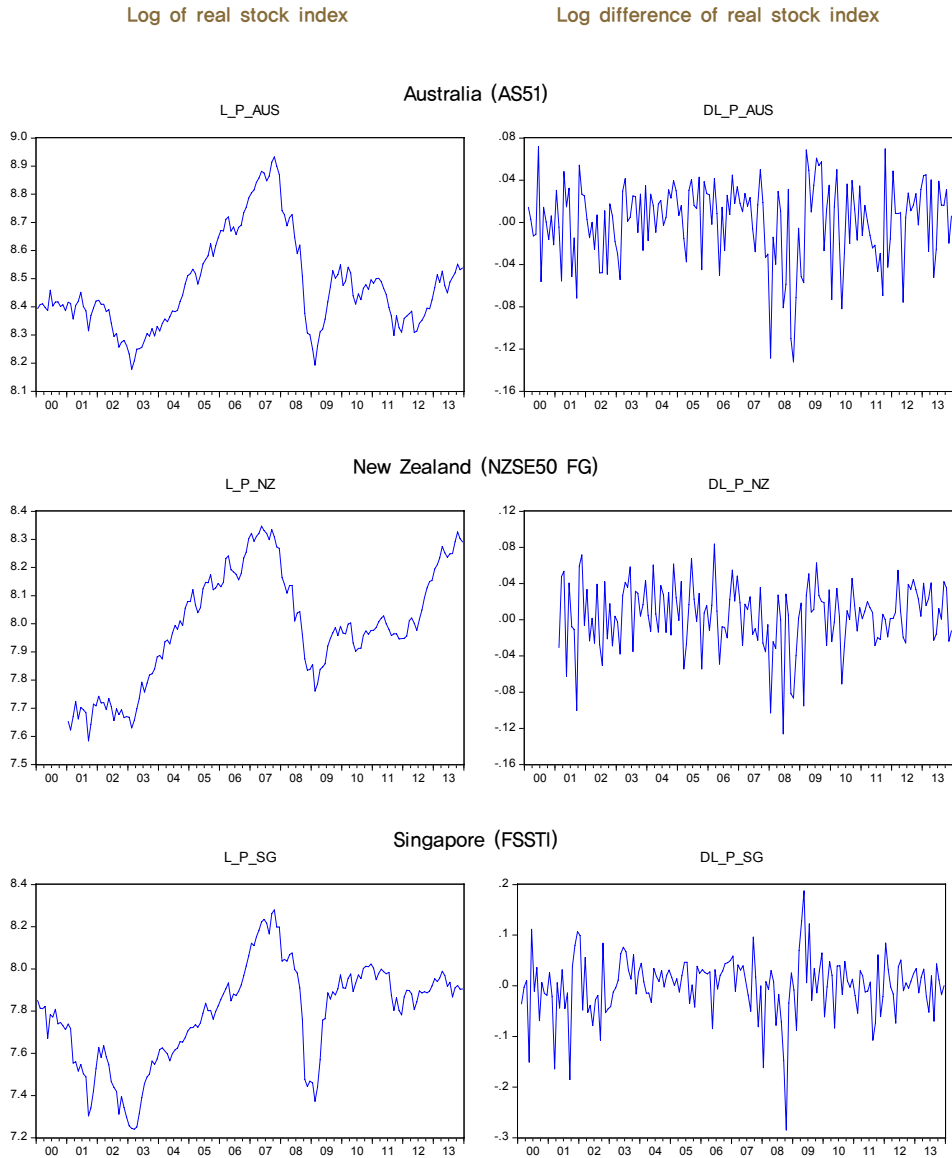 Log of real stock index
Log difference of real stock index
Australia (AS51)
L_P_AUS
DL_P_AUS
9.0
8.9
8.8
8.7
8.6
8.5
8.4
8.3
8.2
8.1
00 01 02 03 04 05 06 07 08 09 10 11 12 13
.08
.04
.00
-.04
-.08
-.12
-.16
00 01 02 03 04 05 06 07 08 09 10 11 12 13
New Zealand (NZSE50 FG)
L_P_NZ
DL_P_NZ
8.4
8.3
8.2
8.1
8.0
7.9
7.8
7.7
7.6
7.5
00 01 02 03 04 05 06 07 08 09 10 11 12 13
.12
.08
.04
.00
-.04
-.08
-.12
-.16
00 01 02 03 04 05 06 07 08 09 10 11 12 13
Singapore (FSSTI)
L_P_SG
DL_P_SG
8.4
8.2
8.0
7.8
7.6
7.4
7.2
00 01 02 03 04 05 06 07 08 09 10 11 12 13
.2
.1
.0
-.1
-.2
-.3
00 01 02 03 04 05 06 07 08 09 10 11 12 13